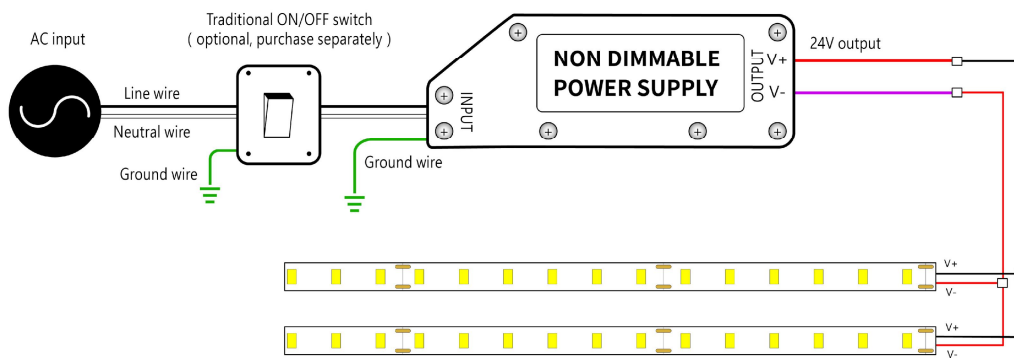 Traditional ON/OFF switch
( optional, purchase separately )
AC input
Line wire
Neutral wire
Ground wire
Ground wire
INPUT
NON DIMMABLE
POWER SUPPLY
OUTPUT
V+
V-
24V output
V+
V-
V+
V-